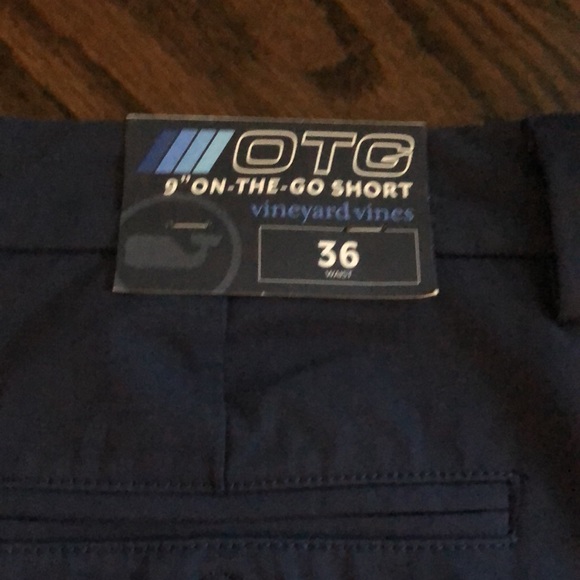 OTG
9" ON-THE-GO SHORT
vineyard vines
36
WAIST